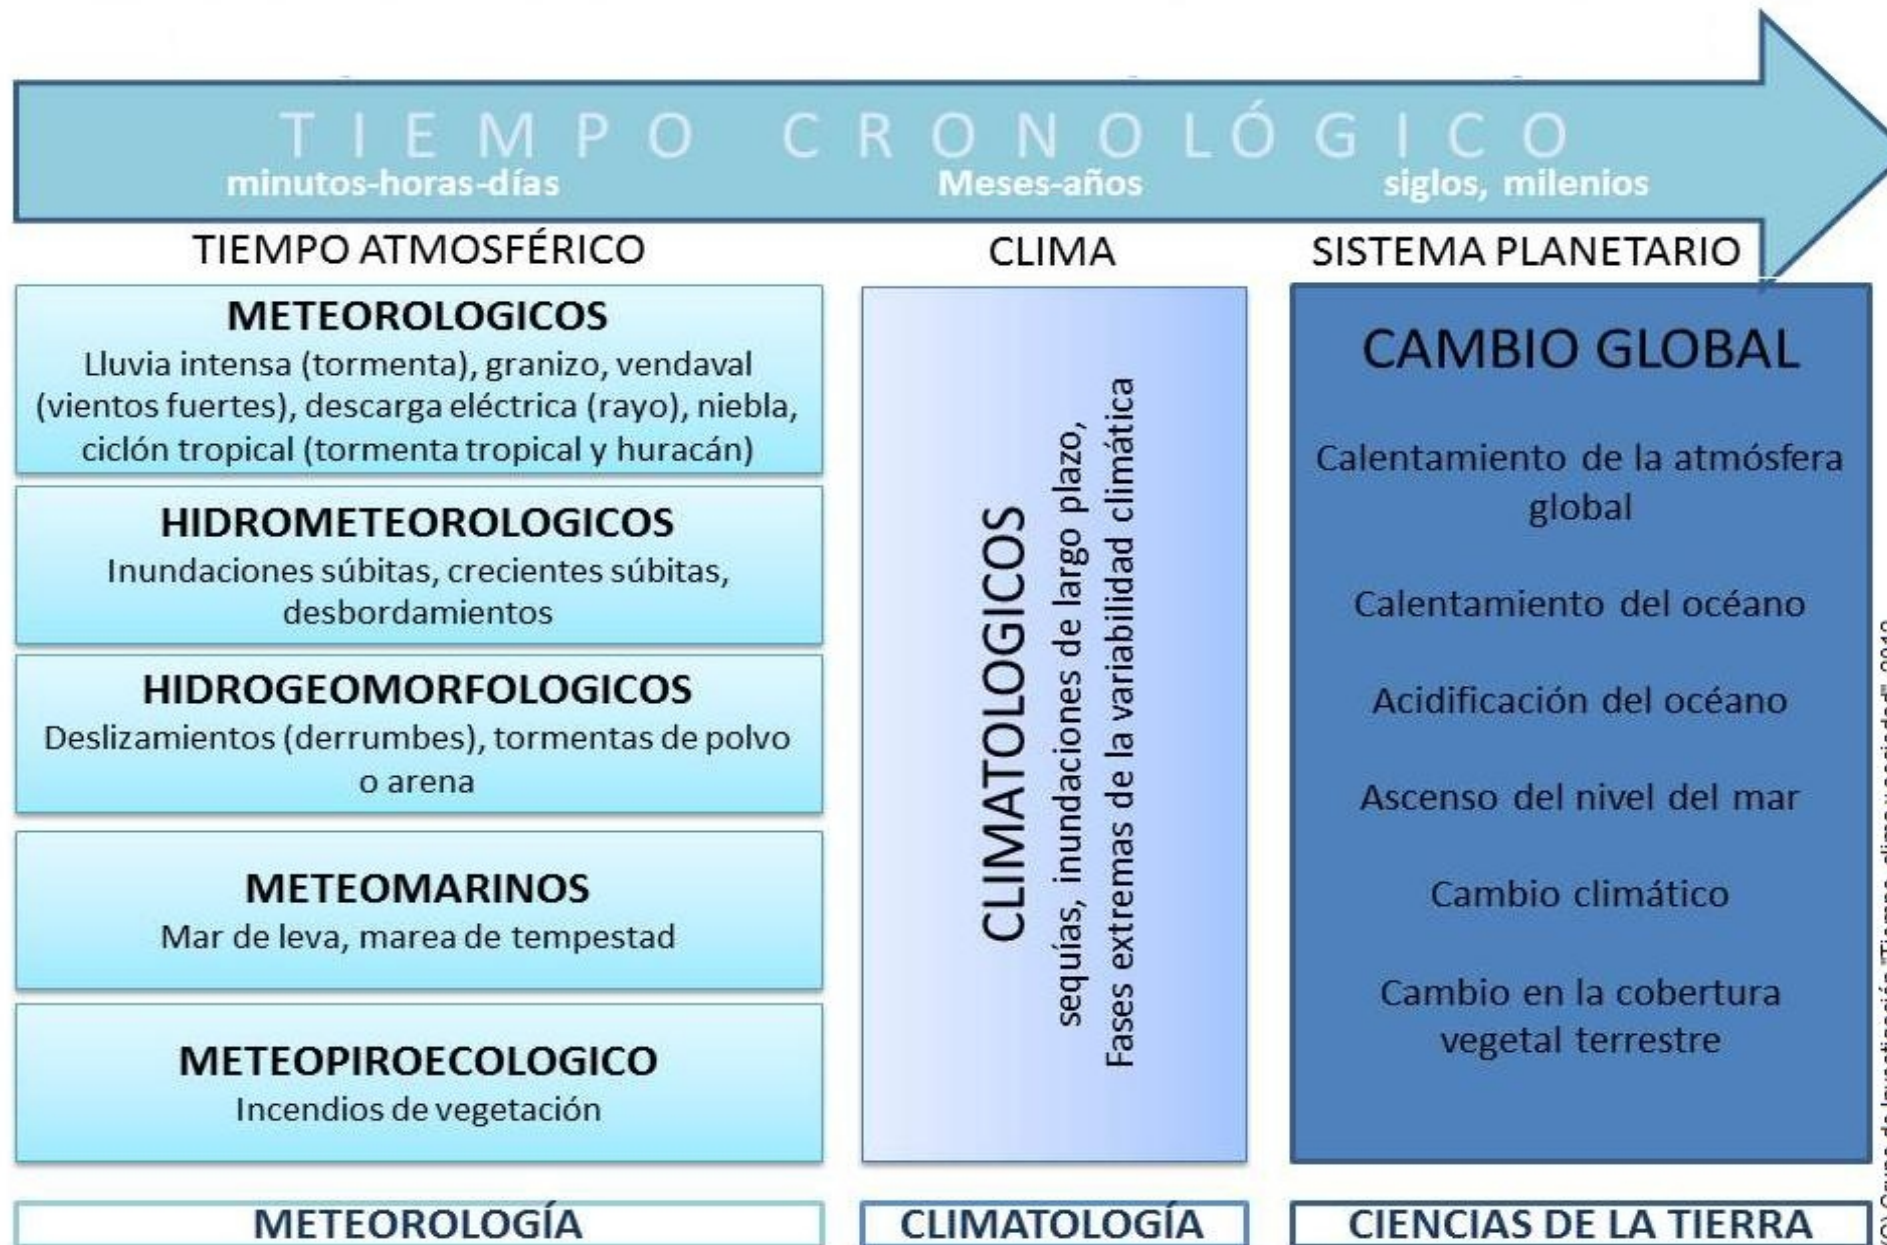 TIEMPO CRONOLÓGICO
minutos-horas-días
Meses-años
siglos, milenios
TIEMPO ATMOSFÉRICO
METEOROLOGICOS
Lluvia intensa (tormenta), granizo, vendaval
(vientos fuertes), descarga eléctrica (rayo), niebla,
ciclón tropical (tormenta tropical y huracán)
HIDROMETEOROLOGICOS
Inundaciones súbitas, crecientes súbitas,
desbordamientos
HIDROGEOMORFOLOGICOS
Deslizamientos (derrumbes), tormentas de polvo
o arena
METEOMARINOS
Mar de leva, marea de tempestad
METEOPIROECOLOGICO
Incendios de vegetación
METEOROLOGÍA
CLIMA
CLIMATOLOGICOS
sequías, inundaciones de largo plazo,
Fases extremas de la variabilidad climática
CLIMATOLOGÍA
SISTEMA PLANETARIO
CAMBIO GLOBAL
Calentamiento de la atmósfera
global
Calentamiento del océano
Acidificación del océano
Ascenso del nivel del mar
Cambio climático
Cambio en la cobertura
vegetal terrestre
CIENCIAS DE LA TIERRA